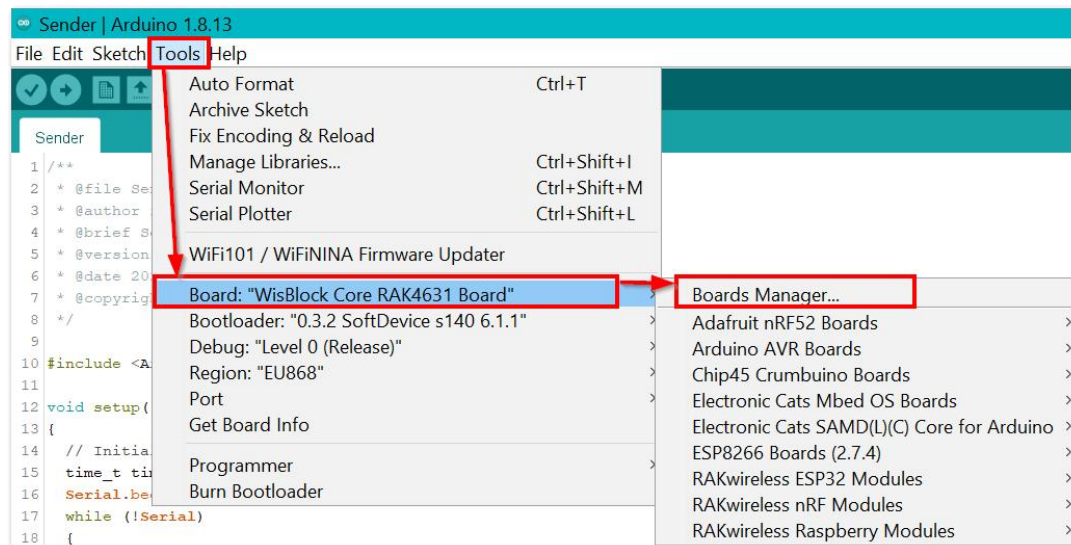 Sender | Arduino 1.8.13
File Edit Sketch Tools Help
Auto Format Ctrl+T
Archive Sketch
Fix Encoding & Reload
Manage Libraries... Ctrl+Shift+I
Serial Monitor Ctrl+Shift+M
Serial Plotter Ctrl+Shift+L
WiFi101 / WiFiNINA Firmware Updater
Board: "WisBlock Core RAK4631 Board"
Bootloader: "0.3.2 SoftDevice s140 6.1.1"
Debug: "Level 0 (Release)"
Region: "EU868"
Port
Get Board Info
Programmer
Burn Bootloader
Boards Manager...
Adafruit nRF52 Boards
Arduino AVR Boards
Chip45 Crumbuino Boards
Electronic Cats Mbed OS Boards
Electronic Cats SAMD(L)(C) Core for Arduino
ESP8266 Boards (2.7.4)
RAKwireless ESP32 Modules
RAKwireless nRF Modules
RAKwireless Raspberry Modules
Sender
1 /**
2 * @file
3 * @author
4 * @brief
5 * @version
6 * @date 20
7 *
8 */
9
10 #include
11
12 void setup(
13 {
14 //
15 time_t
16
17 while (!Serial)
18 {